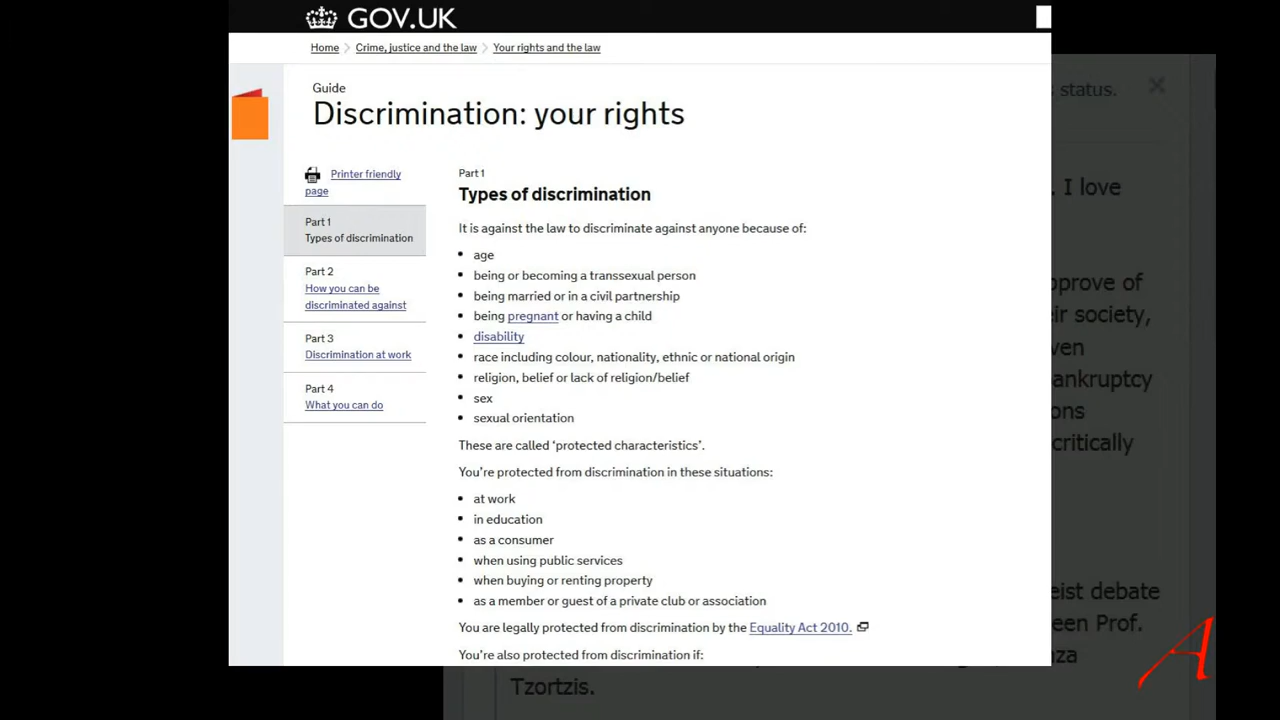 GOV.UK
Home
Crime, justice and the law
Your rights and the law
Guide
Discrimination: your rights
Printer friendly
page
Part 1
Types of discrimination
Part 2
How you can be
discriminated against
Part 3
Discrimination at work
Part 4
What you can do
Part 1
Types of discrimination
It is against the law to discriminate against anyone because of:
age
being or becoming a transsexual person
being married or in a civil partnership
being pregnant or having a child
disability
race including colour, nationality, ethnic or national origin
religion, belief or lack of religion/belief
sex
sexual orientation
These are called ‘protected characteristics’.
You’re protected from discrimination in these situations:
at work
in education
as a consumer
when using public services
when buying or renting property
as a member or guest of a private club or association
You are legally protected from discrimination by the Equality Act 2010.
You’re also protected from discrimination if:
status.
. I love
society,
ons
critically
debate
Prof.
Tzortzis.
A